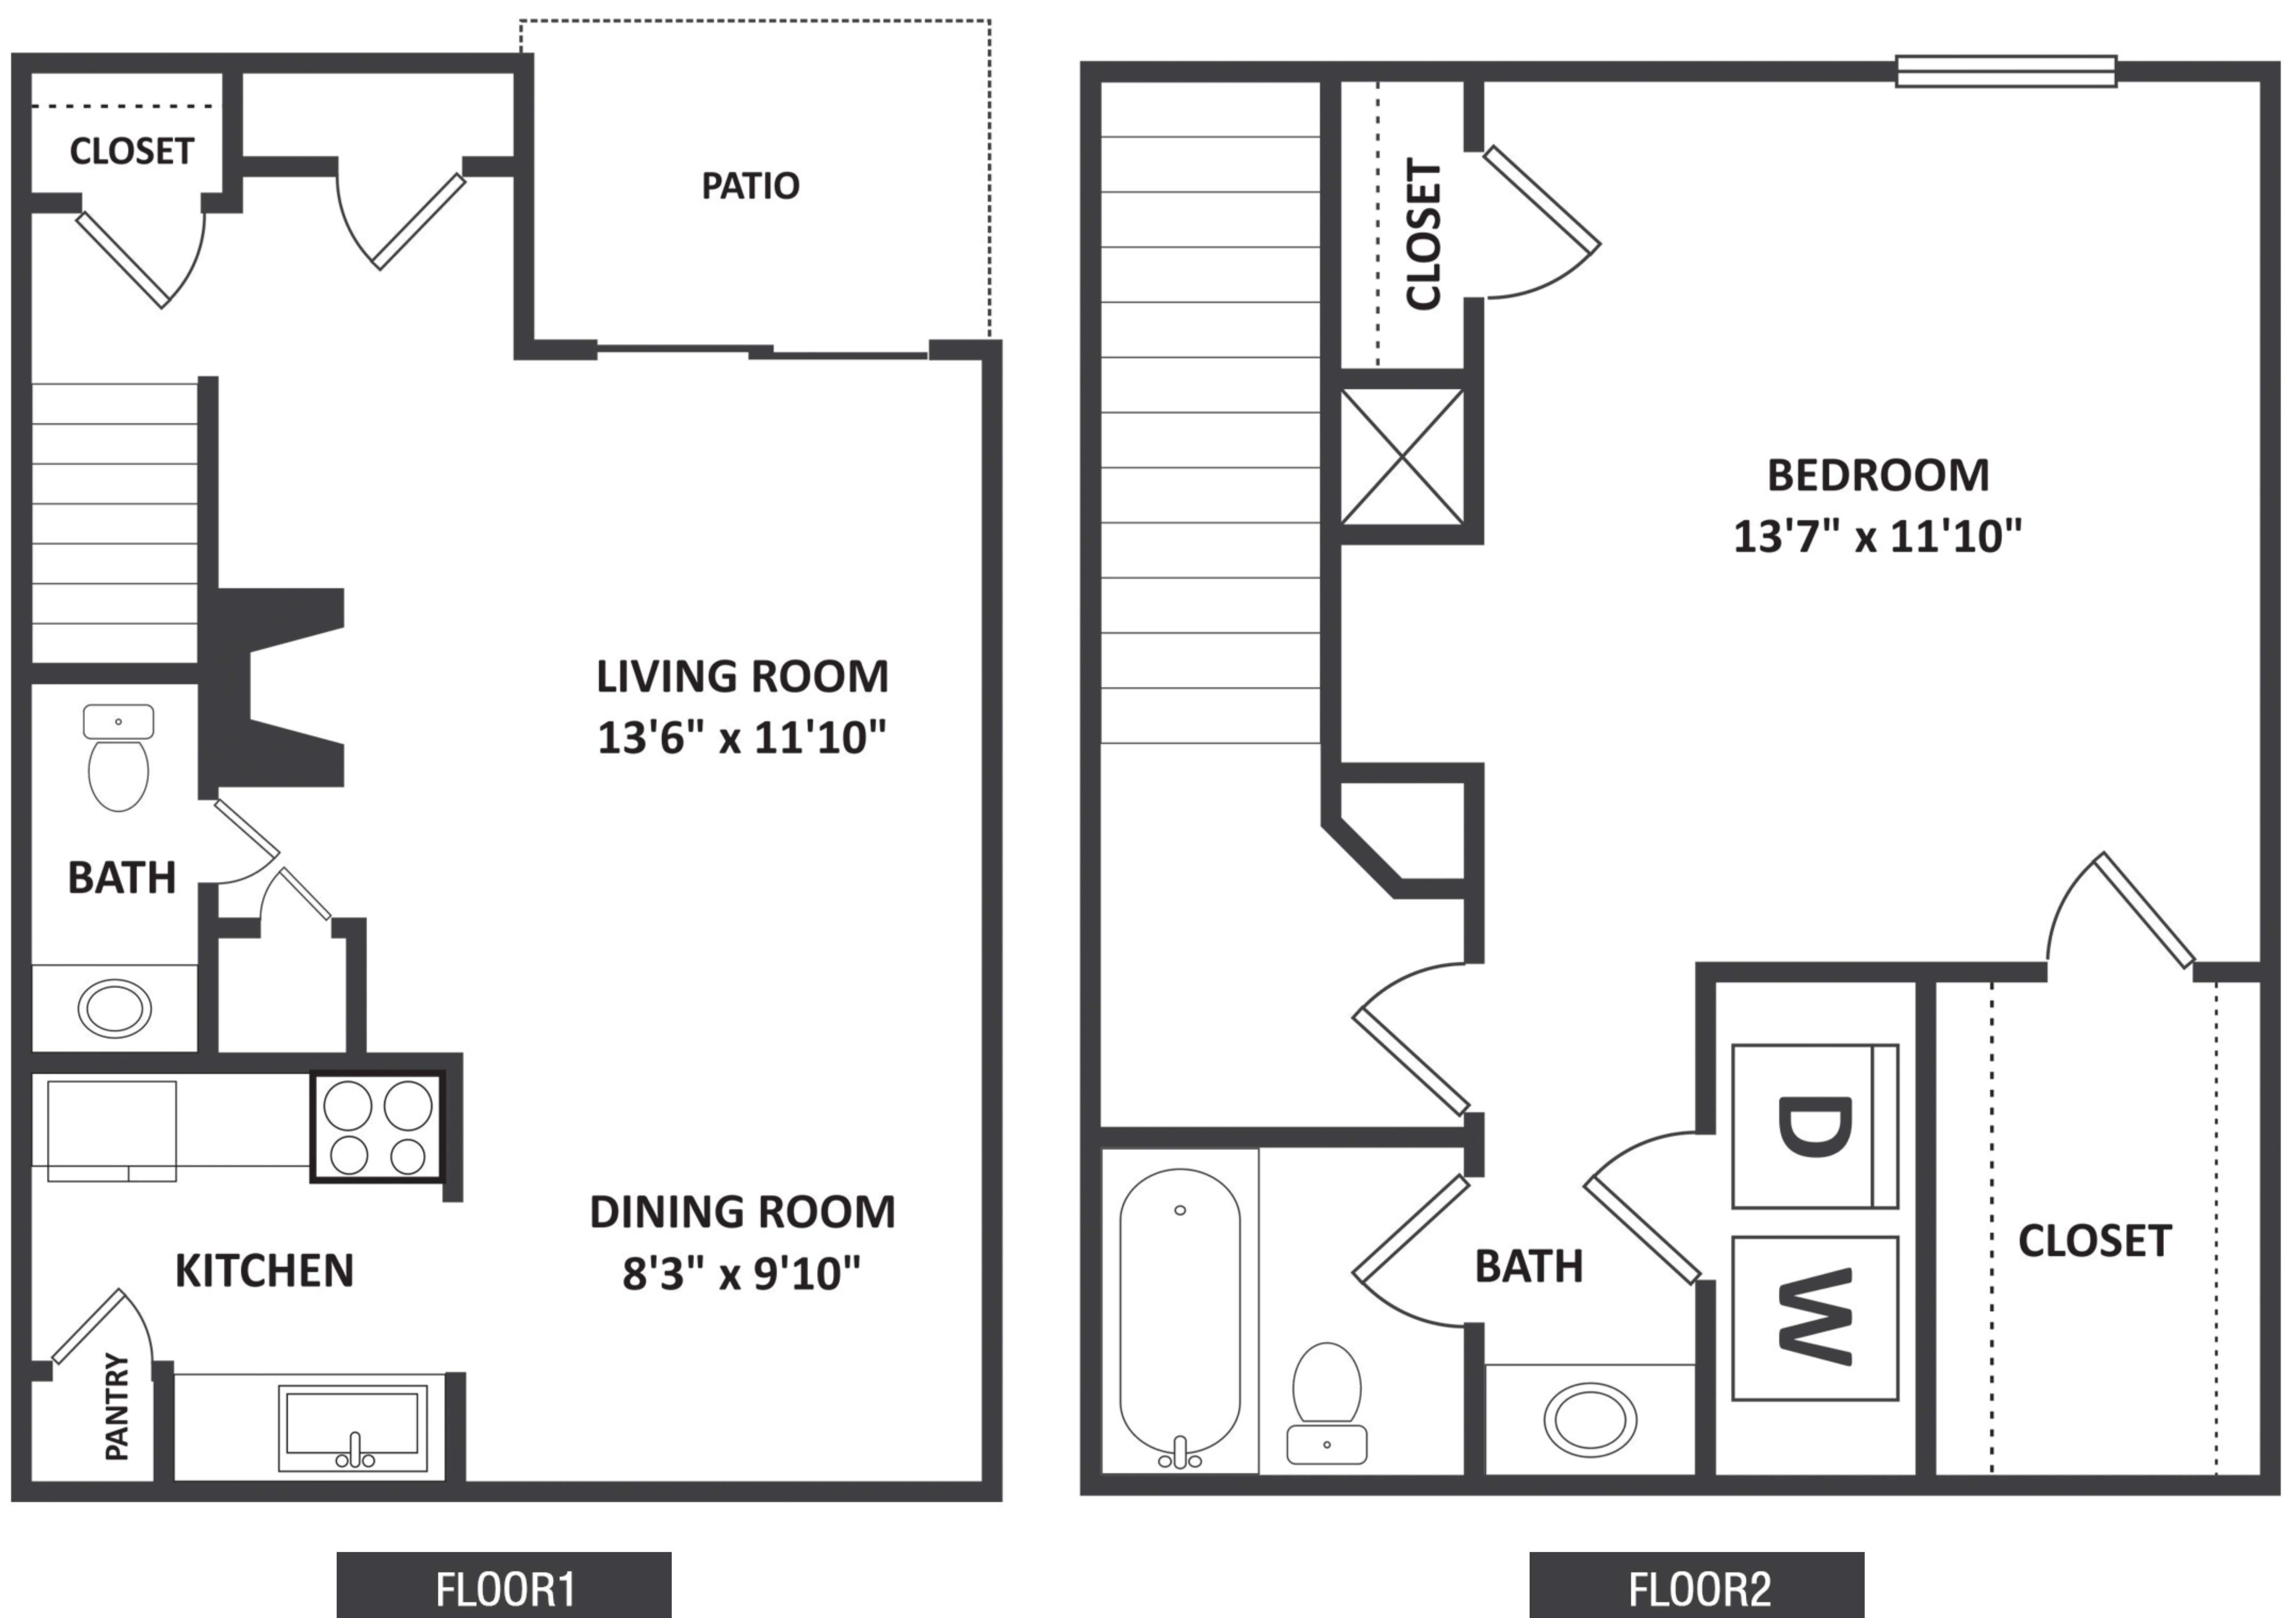 CLOSET
PATIO
LIVING ROOM
13'6" x 11'10"
BATH
DINING ROOM
8'3" x 9'10"
KITCHEN
PANTRY
FLOOR1
CLOSET
BEDROOM
13'7" x 11'10"
D
W
BATH
CLOSET
FLOOR2